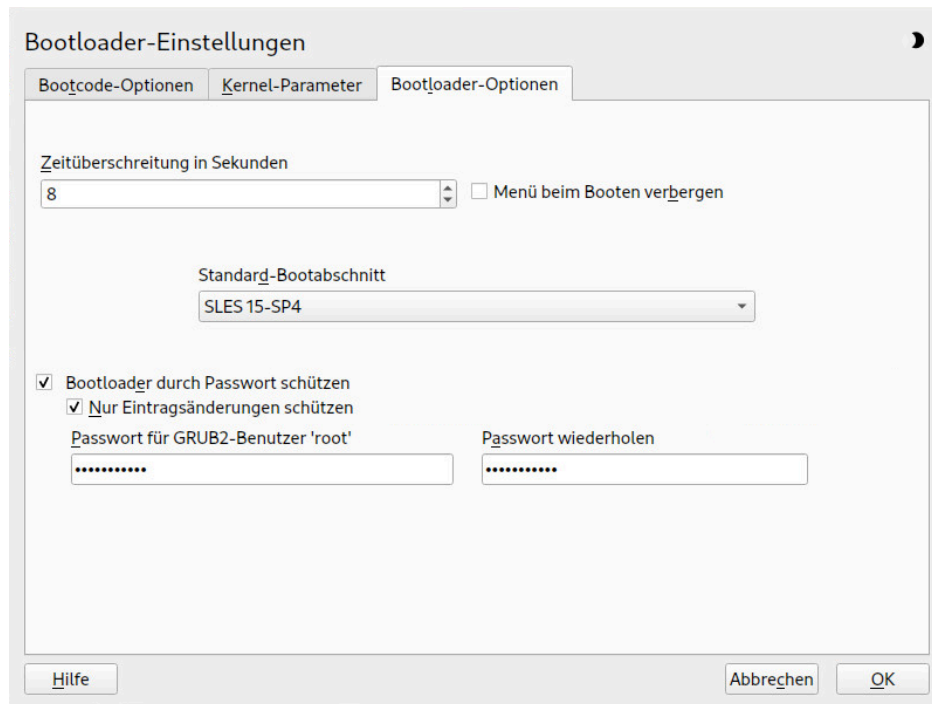 Bootloader-Einstellungen
Bootcode-Optionen Kernel-Parameter Bootloader-Optionen
Zeitüberschreitung in Sekunden
8 Menü beim Booten verbergen
Standard-Bootabschnitt
SLES 15-SP4
Bootloader durch Passwort schützen
Nur Eintragsänderungen schützen
Passwort für GRUB2-Benutzer 'root' Passwort wiederholen
••••••••••• •••••••••••
Hilfe Abbrechen OK